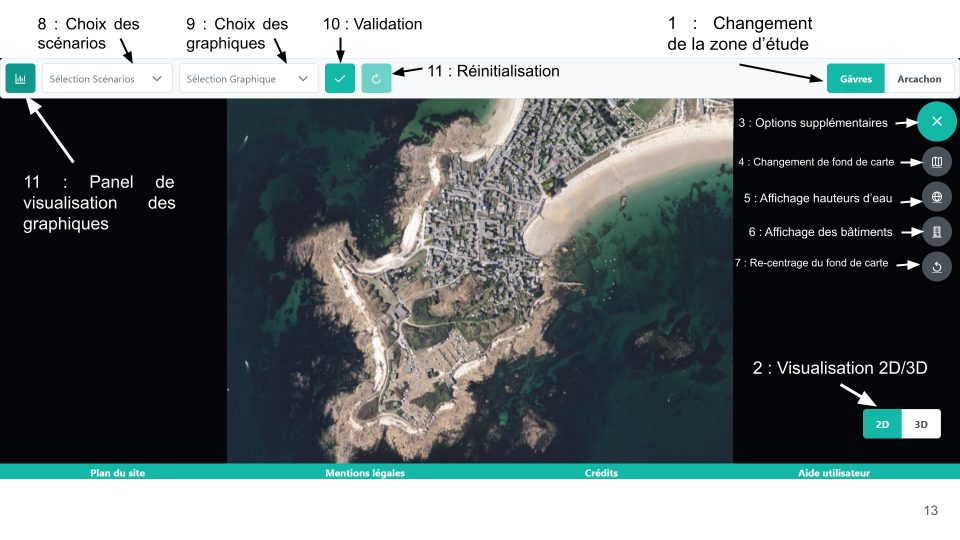 8 : Choix des
scénarios
9 : Choix des
graphiques
10 : Validation
1 : Changement
de la zone d'étude
Sélection Scénarios
Sélection Graphique
11 : Réinitialisation
Gâvres
Arcachon
3 : Options supplémentaires
4 : Changement de fond de carte
11 : Panel de
visualisation des
graphiques
5 : Affichage hauteurs d'eau
6 : Affichage des bâtiments
7 : Re-centrage du fond de carte
2 : Visualisation 2D/3D
2D
3D
Plan du site
Mentions légales
Crédits
Aide utilisateur
13